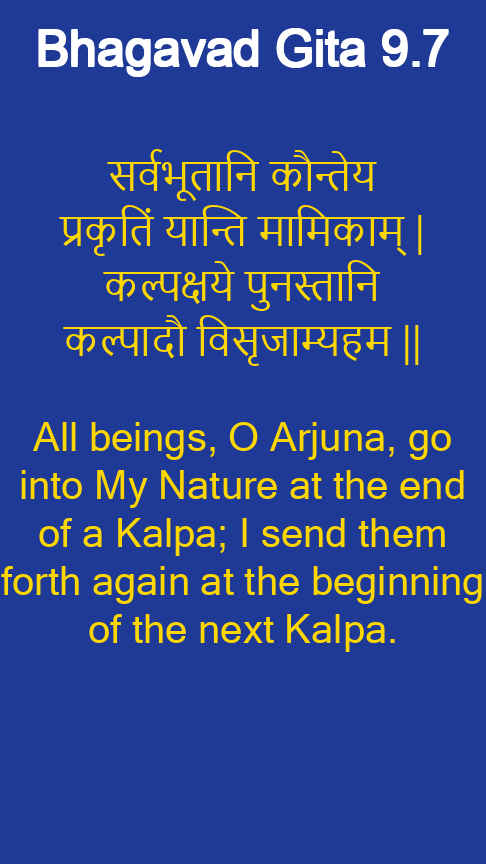 Bhagavad Gita 9.7
सर्वभूतानि कौन्तेय
प्रकृतिं यान्ति मामिकाम् |
कल्पक्षये पुनस्तानि
कल्पादौ विसृजाम्यहम ||
All beings, O Arjuna, go
into My Nature at the end
of a Kalpa; I send them
forth again at the beginning
of the next Kalpa.